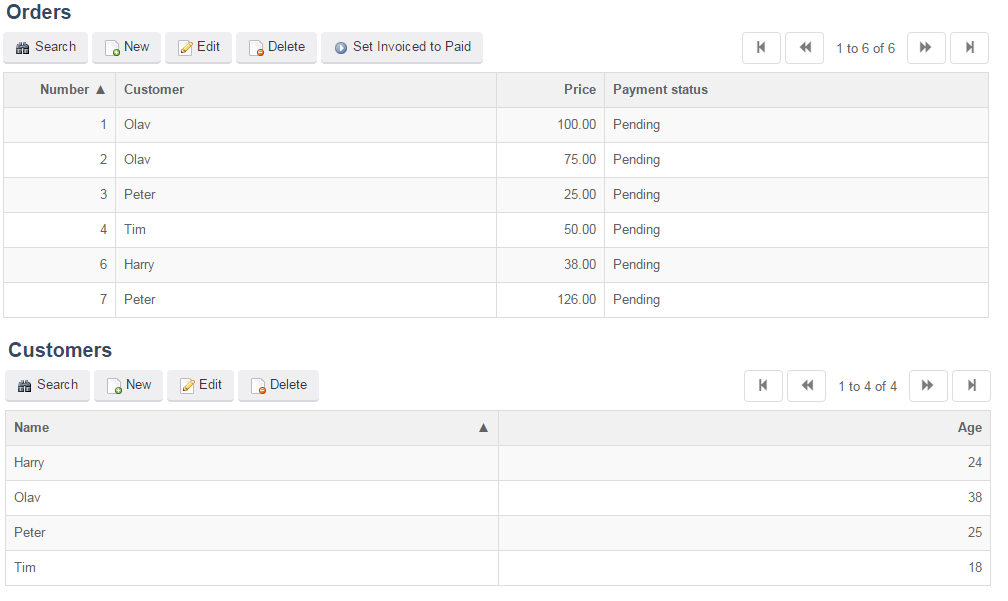 Orders
Search New Edit Delete Set Invoiced to Paid 1 to 6 of 6
Number ▲ Customer Price Payment status
1 Olav 100.00 Pending
2 Olav 75.00 Pending
3 Peter 25.00 Pending
4 Tim 50.00 Pending
6 Harry 38.00 Pending
7 Peter 126.00 Pending
Customers
Search New Edit Delete 1 to 4 of 4
Name ▲ Age
Harry 24
Olav 38
Peter 25
Tim 18